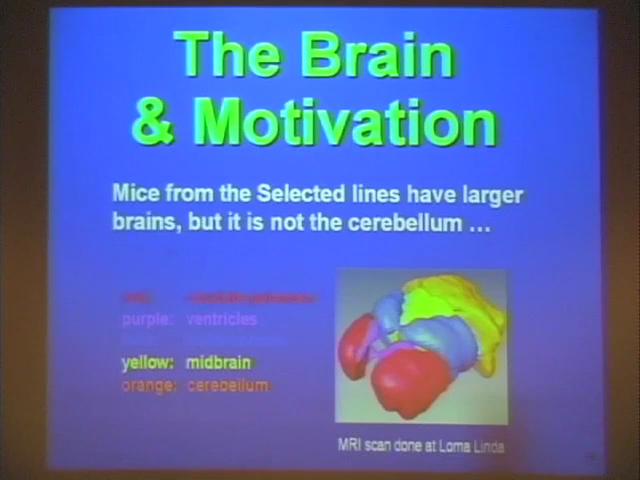 The Brain
& Motivation
Mice from the Selected lines have larger
brains, but it is not the cerebellum ...
purple: ventricles
yellow: midbrain
orange: cerebellum
MRI scan done at Loma Linda